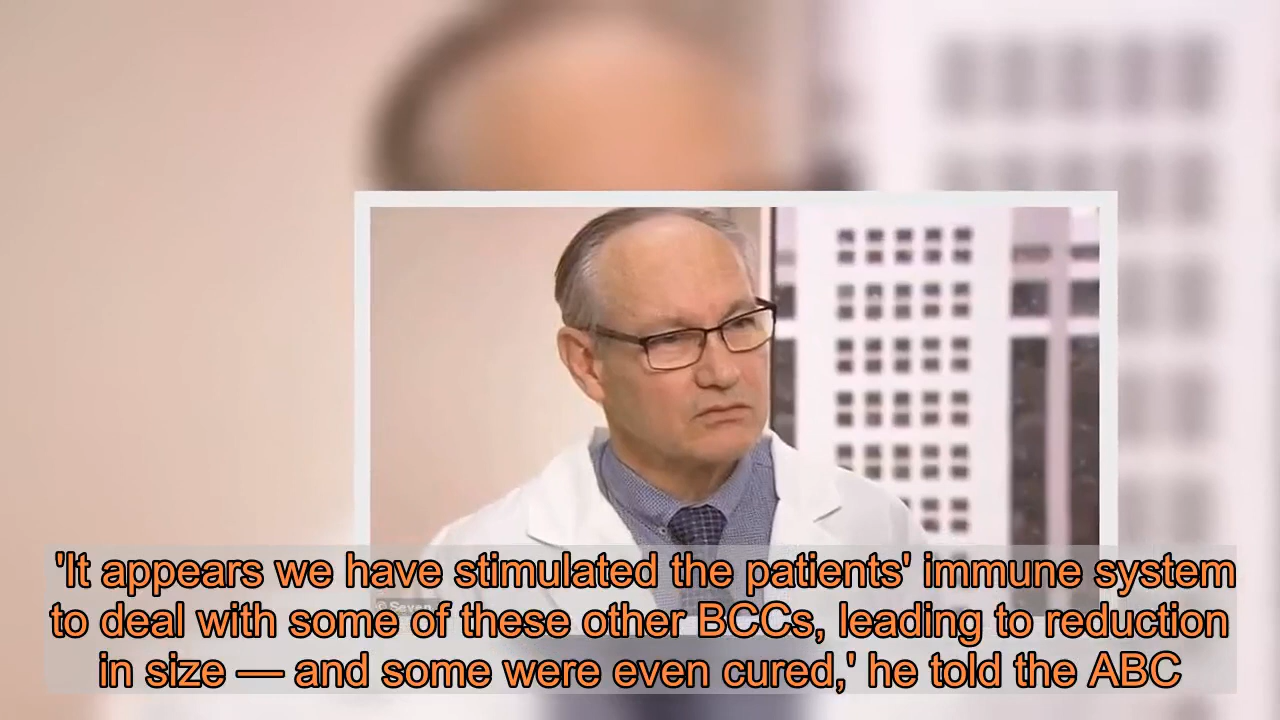 © Seven
'It appears we have stimulated the patients' immune system
to deal with some of these other BCCs, leading to reduction
in size — and some were even cured,' he told the ABC